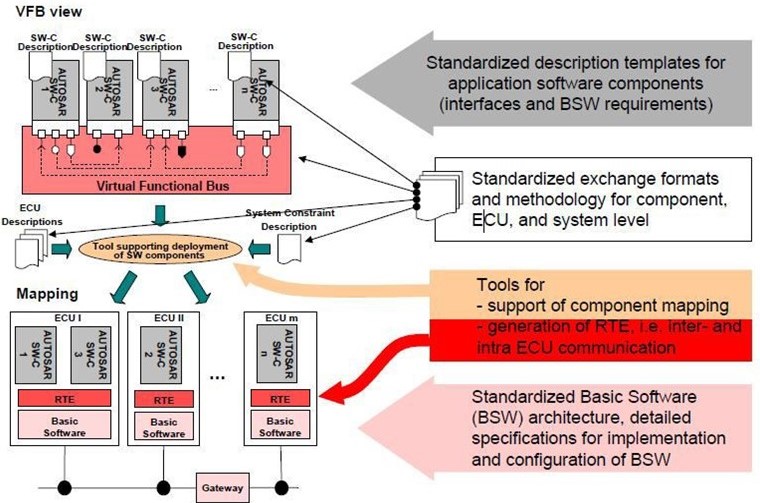 VFB view
SW-C
Description
SW-C
Description
SW-C
Description
SW-C
Description
AUTOSAR
SW-C
1
AUTOSAR
SW-C
2
AUTOSAR
SW-C
3
...
AUTOSAR
SW-C
n
Virtual Functional Bus
Standardized description templates for
application software components
(interfaces and BSW requirements)
Standardized exchange formats
and methodology for component,
ECU, and system level
ECU
Descriptions
System Constraint
Description
Tool supporting deployment
of SW components
Tools for
- support of component mapping
- generation of RTE, i.e. inter- and
intra ECU communication
Mapping
ECU I
AUTOSAR
SW-C
1
AUTOSAR
SW-C
3
RTE
Basic
Software
ECU II
AUTOSAR
SW-C
2
RTE
Basic
Software
...
ECU m
AUTOSAR
SW-C
n
RTE
Basic
Software
Gateway
Standardized Basic Software
(BSW) architecture, detailed
specifications for implementation
and configuration of BSW